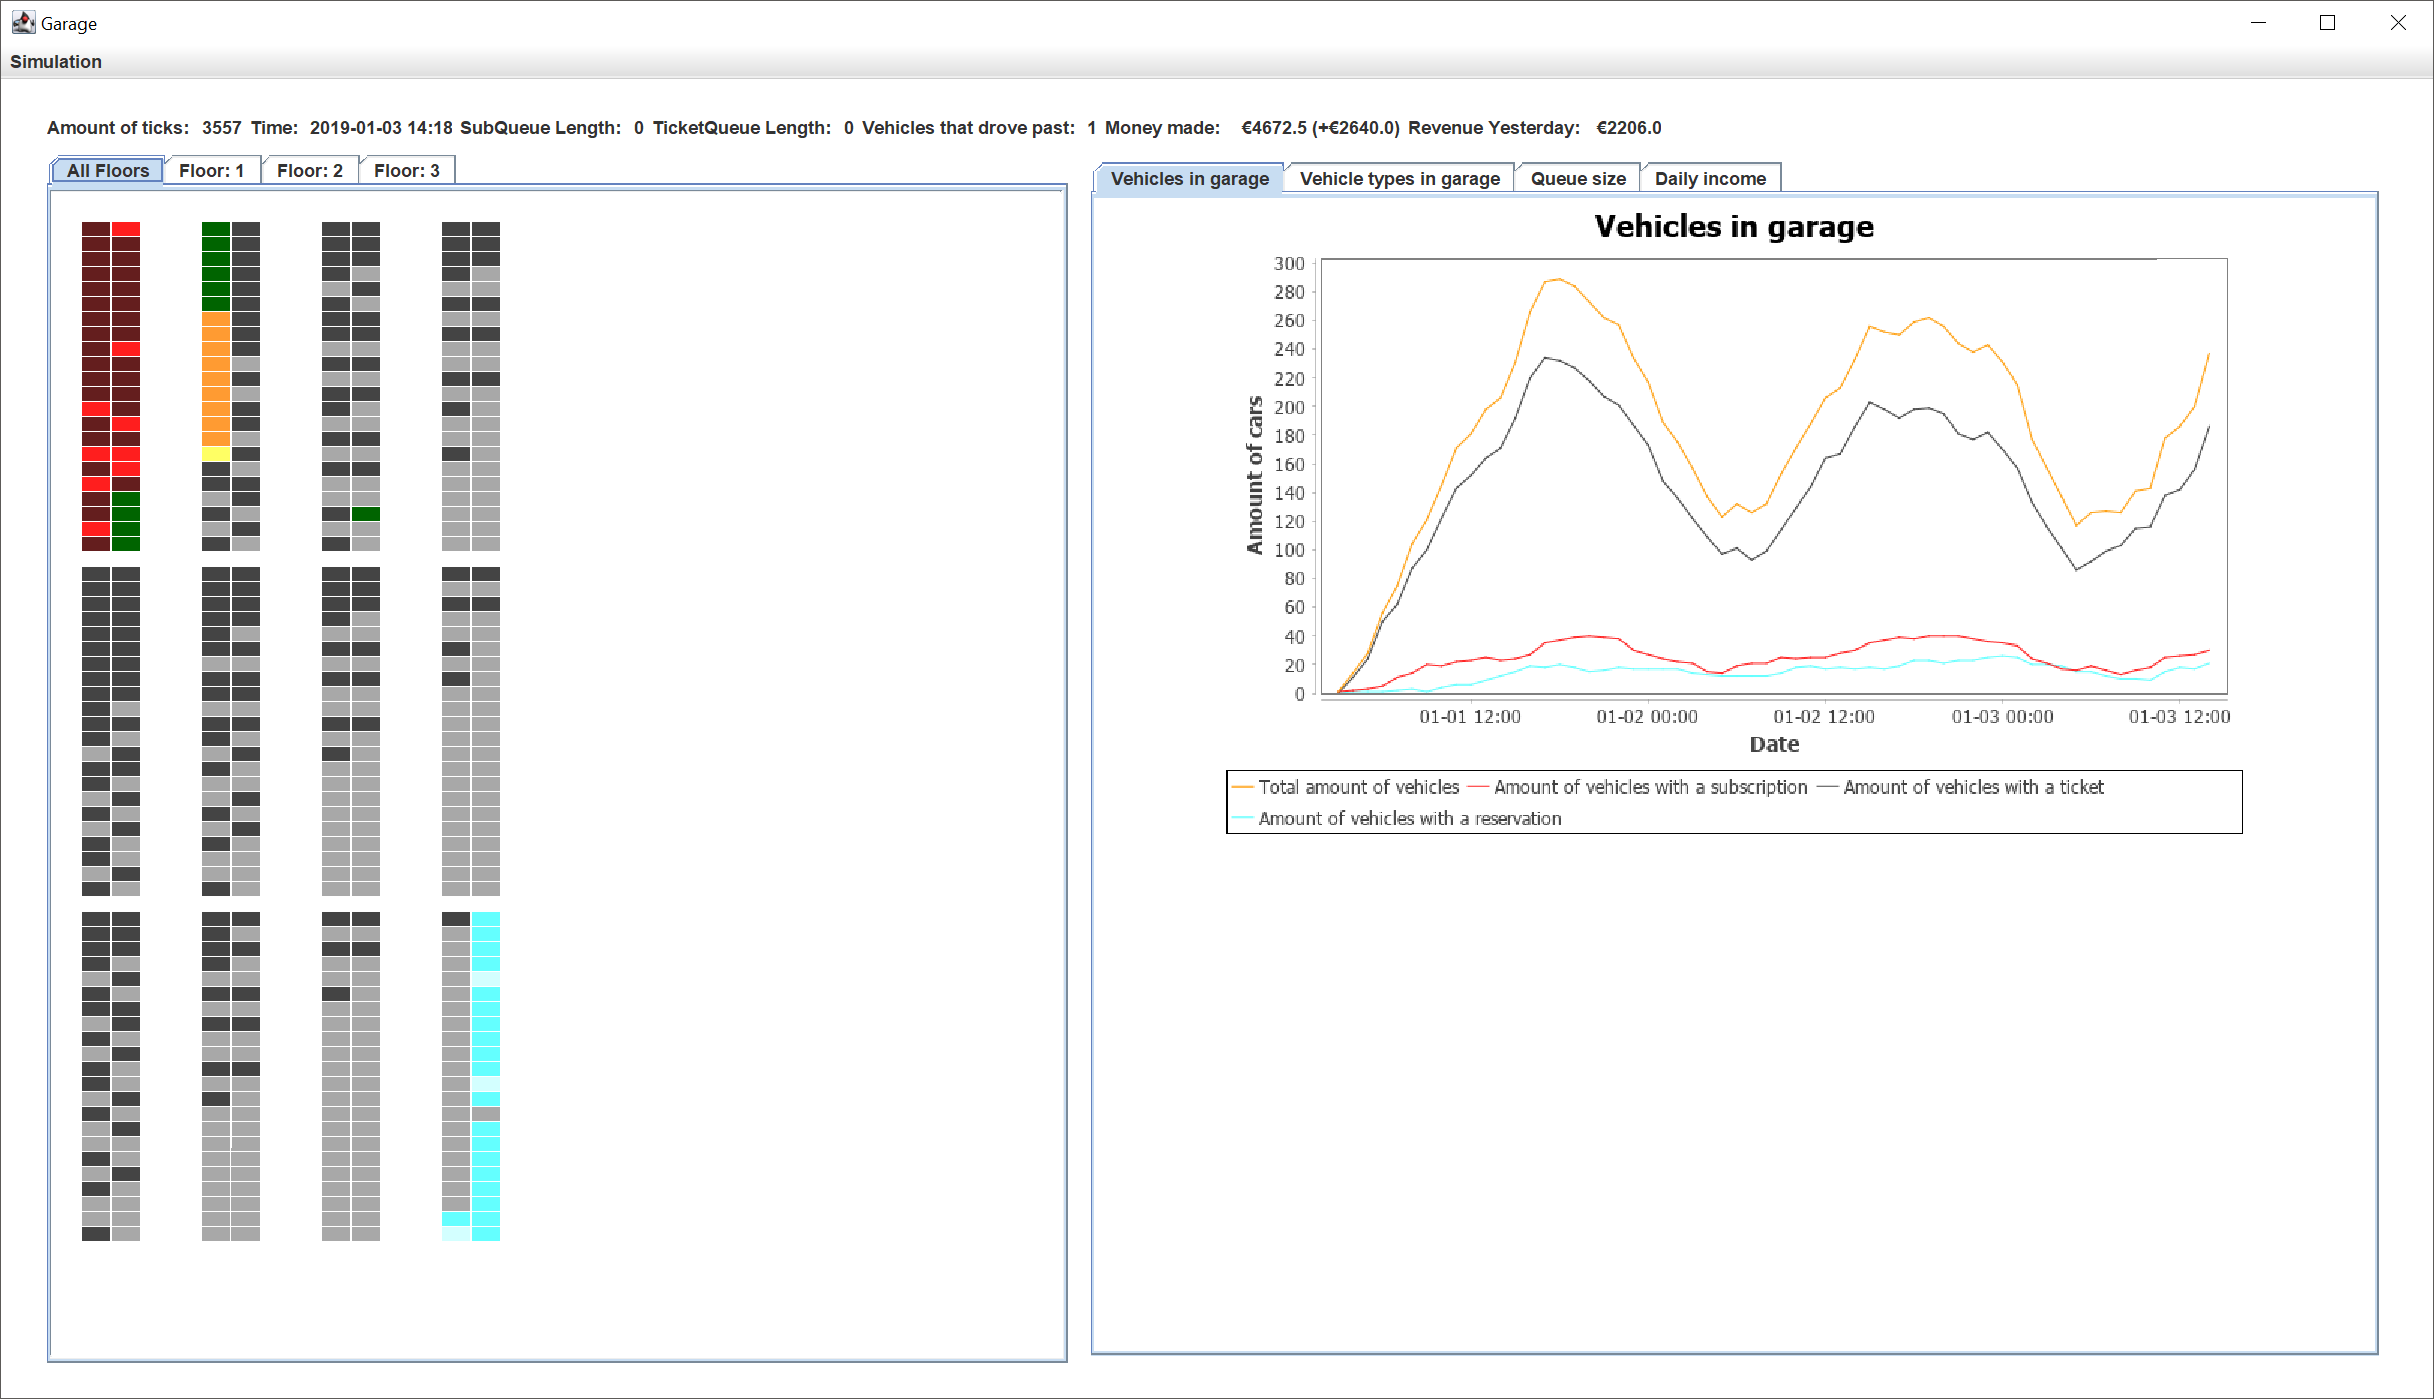 Garage
Simulation
Amount of ticks: 3557 Time: 2019-01-03 14:18 SubQueue Length: 0 TicketQueue Length: 0 Vehicles that drove past: 1 Money made: €4672.5 (+€2640.0) Revenue Yesterday: €2206.0
All Floors Floor: 1 Floor: 2 Floor: 3
Vehicles in garage Vehicle types in garage Queue size Daily income
Vehicles in garage
300
280
260
240
220
200
180
160
140
120
100
80
60
40
20
0
Amount of cars
01-01 12:00 01-02 00:00 01-02 12:00 01-03 00:00 01-03 12:00
Date
Total amount of vehicles Amount of vehicles with a subscription Amount of vehicles with a ticket
Amount of vehicles with a reservation